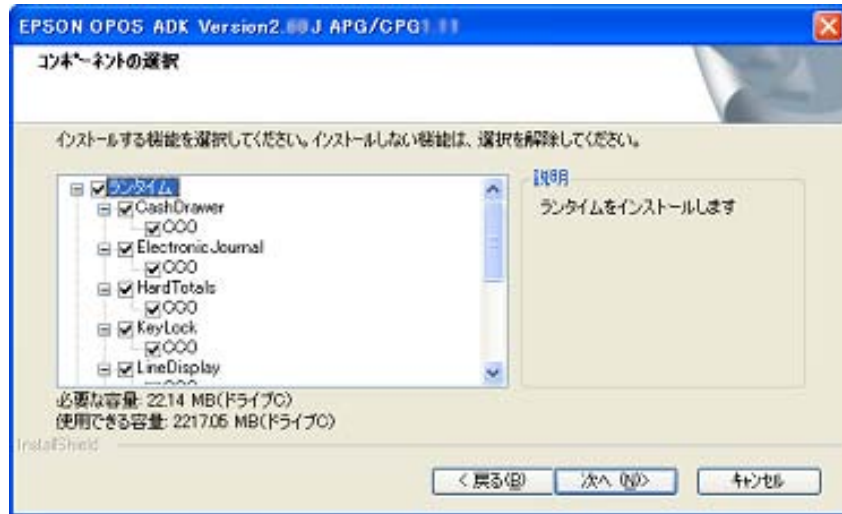 EPSON OPOS ADK Version2. J APG/CPG
コンポーネントの選択
インストールする機能を選択してください。インストールしない機能は、選択を解除してください。
ランタイム
CashDrawer
CCO
ElectronicJournal
CCO
HardTotals
CCO
KeyLock
CCO
LineDisplay
説明
ランタイムをインストールします
必要な容量: 22.14 MB(ドライブC)
使用できる容量: 2217.05 MB(ドライブC)
InstallShield
< 戻る(B)
次へ (N)>
キャンセル